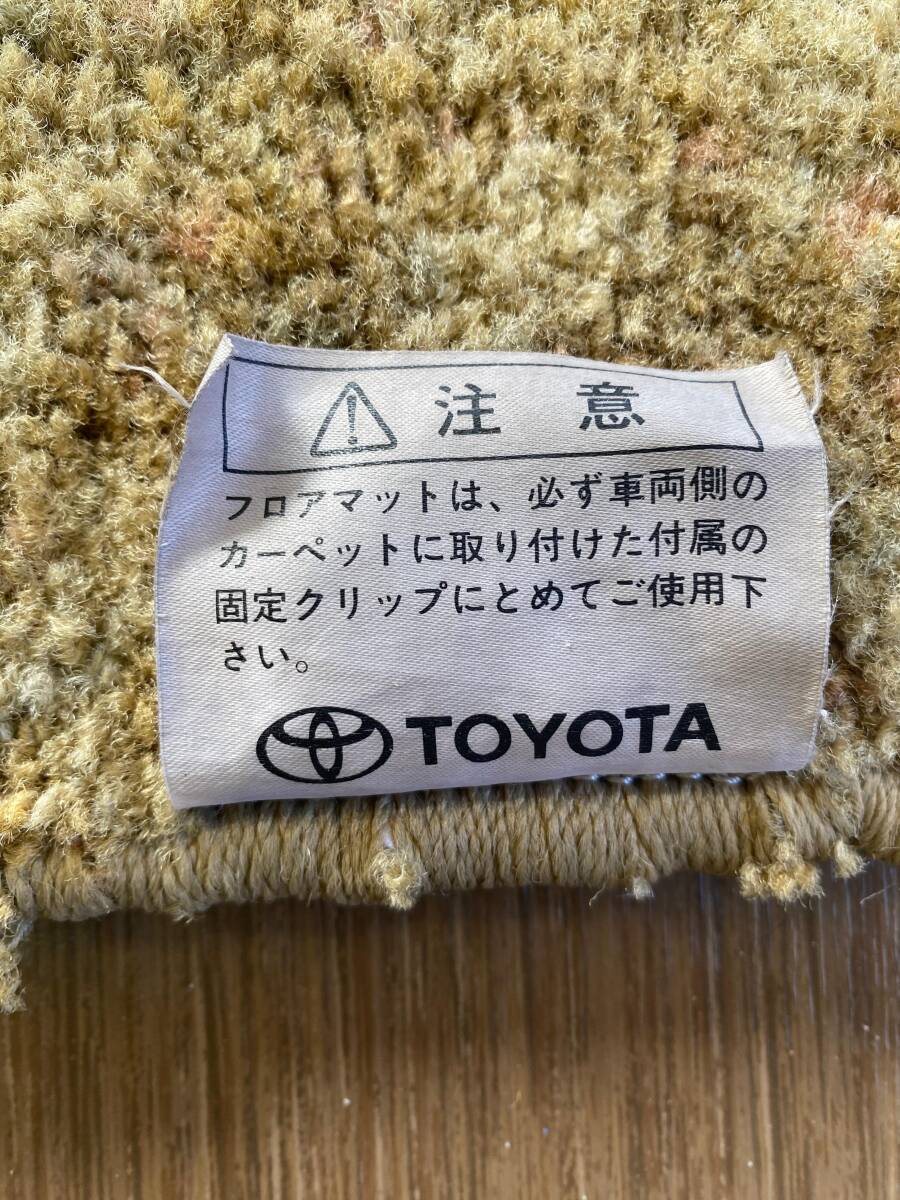 注意
フロアマットは、必ず車両側の
カーペットに取り付けた付属の
固定クリップにとめてご使用下
さい。
TOYOTA